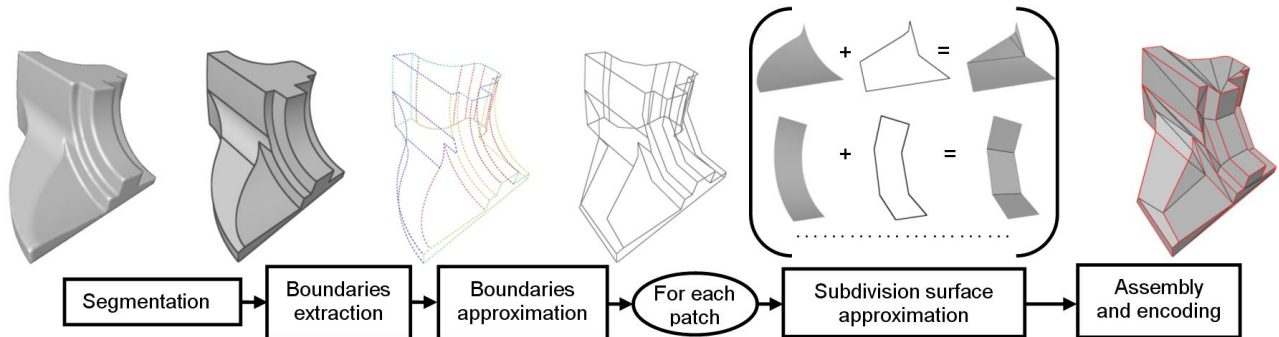 + =
+ =
..............................
Segmentation
Boundaries
extraction
Boundaries
approximation
For each
patch
Subdivision surface
approximation
Assembly
and encoding